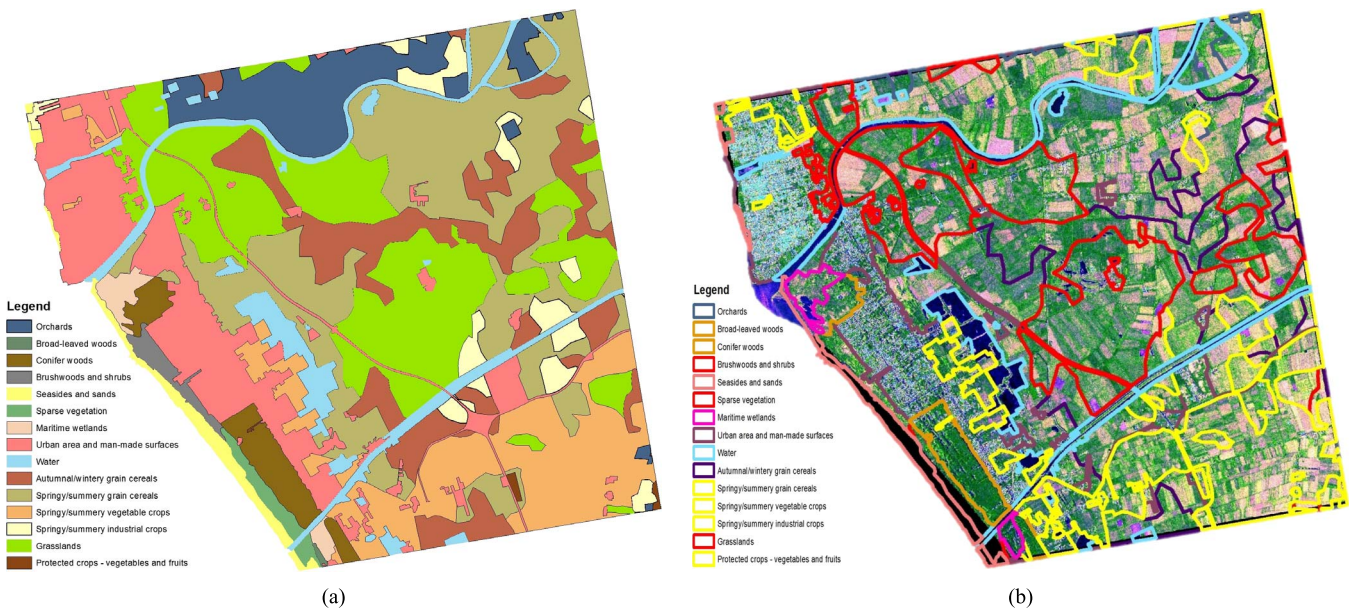 Legend
Orchards
Broad-leaved woods
Conifer woods
Brushwoods and shrubs
Seasides and sands
Sparse vegetation
Maritime wetlands
Urban area and man-made surfaces
Water
Autumnal/wintery grain cereals
Springy/summery grain cereals
Springy/summery vegetable crops
Springy/summery industrial crops
Grasslands
Protected crops - vegetables and fruits
(a)
Legend
Orchards
Broad-leaved woods
Conifer woods
Brushwoods and shrubs
Seasides and sands
Sparse vegetation
Maritime wetlands
Urban area and man-made surfaces
Water
Autumnal/wintery grain cereals
Springy/summery grain cereals
Springy/summery vegetable crops
Springy/summery industrial crops
Grasslands
Protected crops - vegetables and fruits
(b)